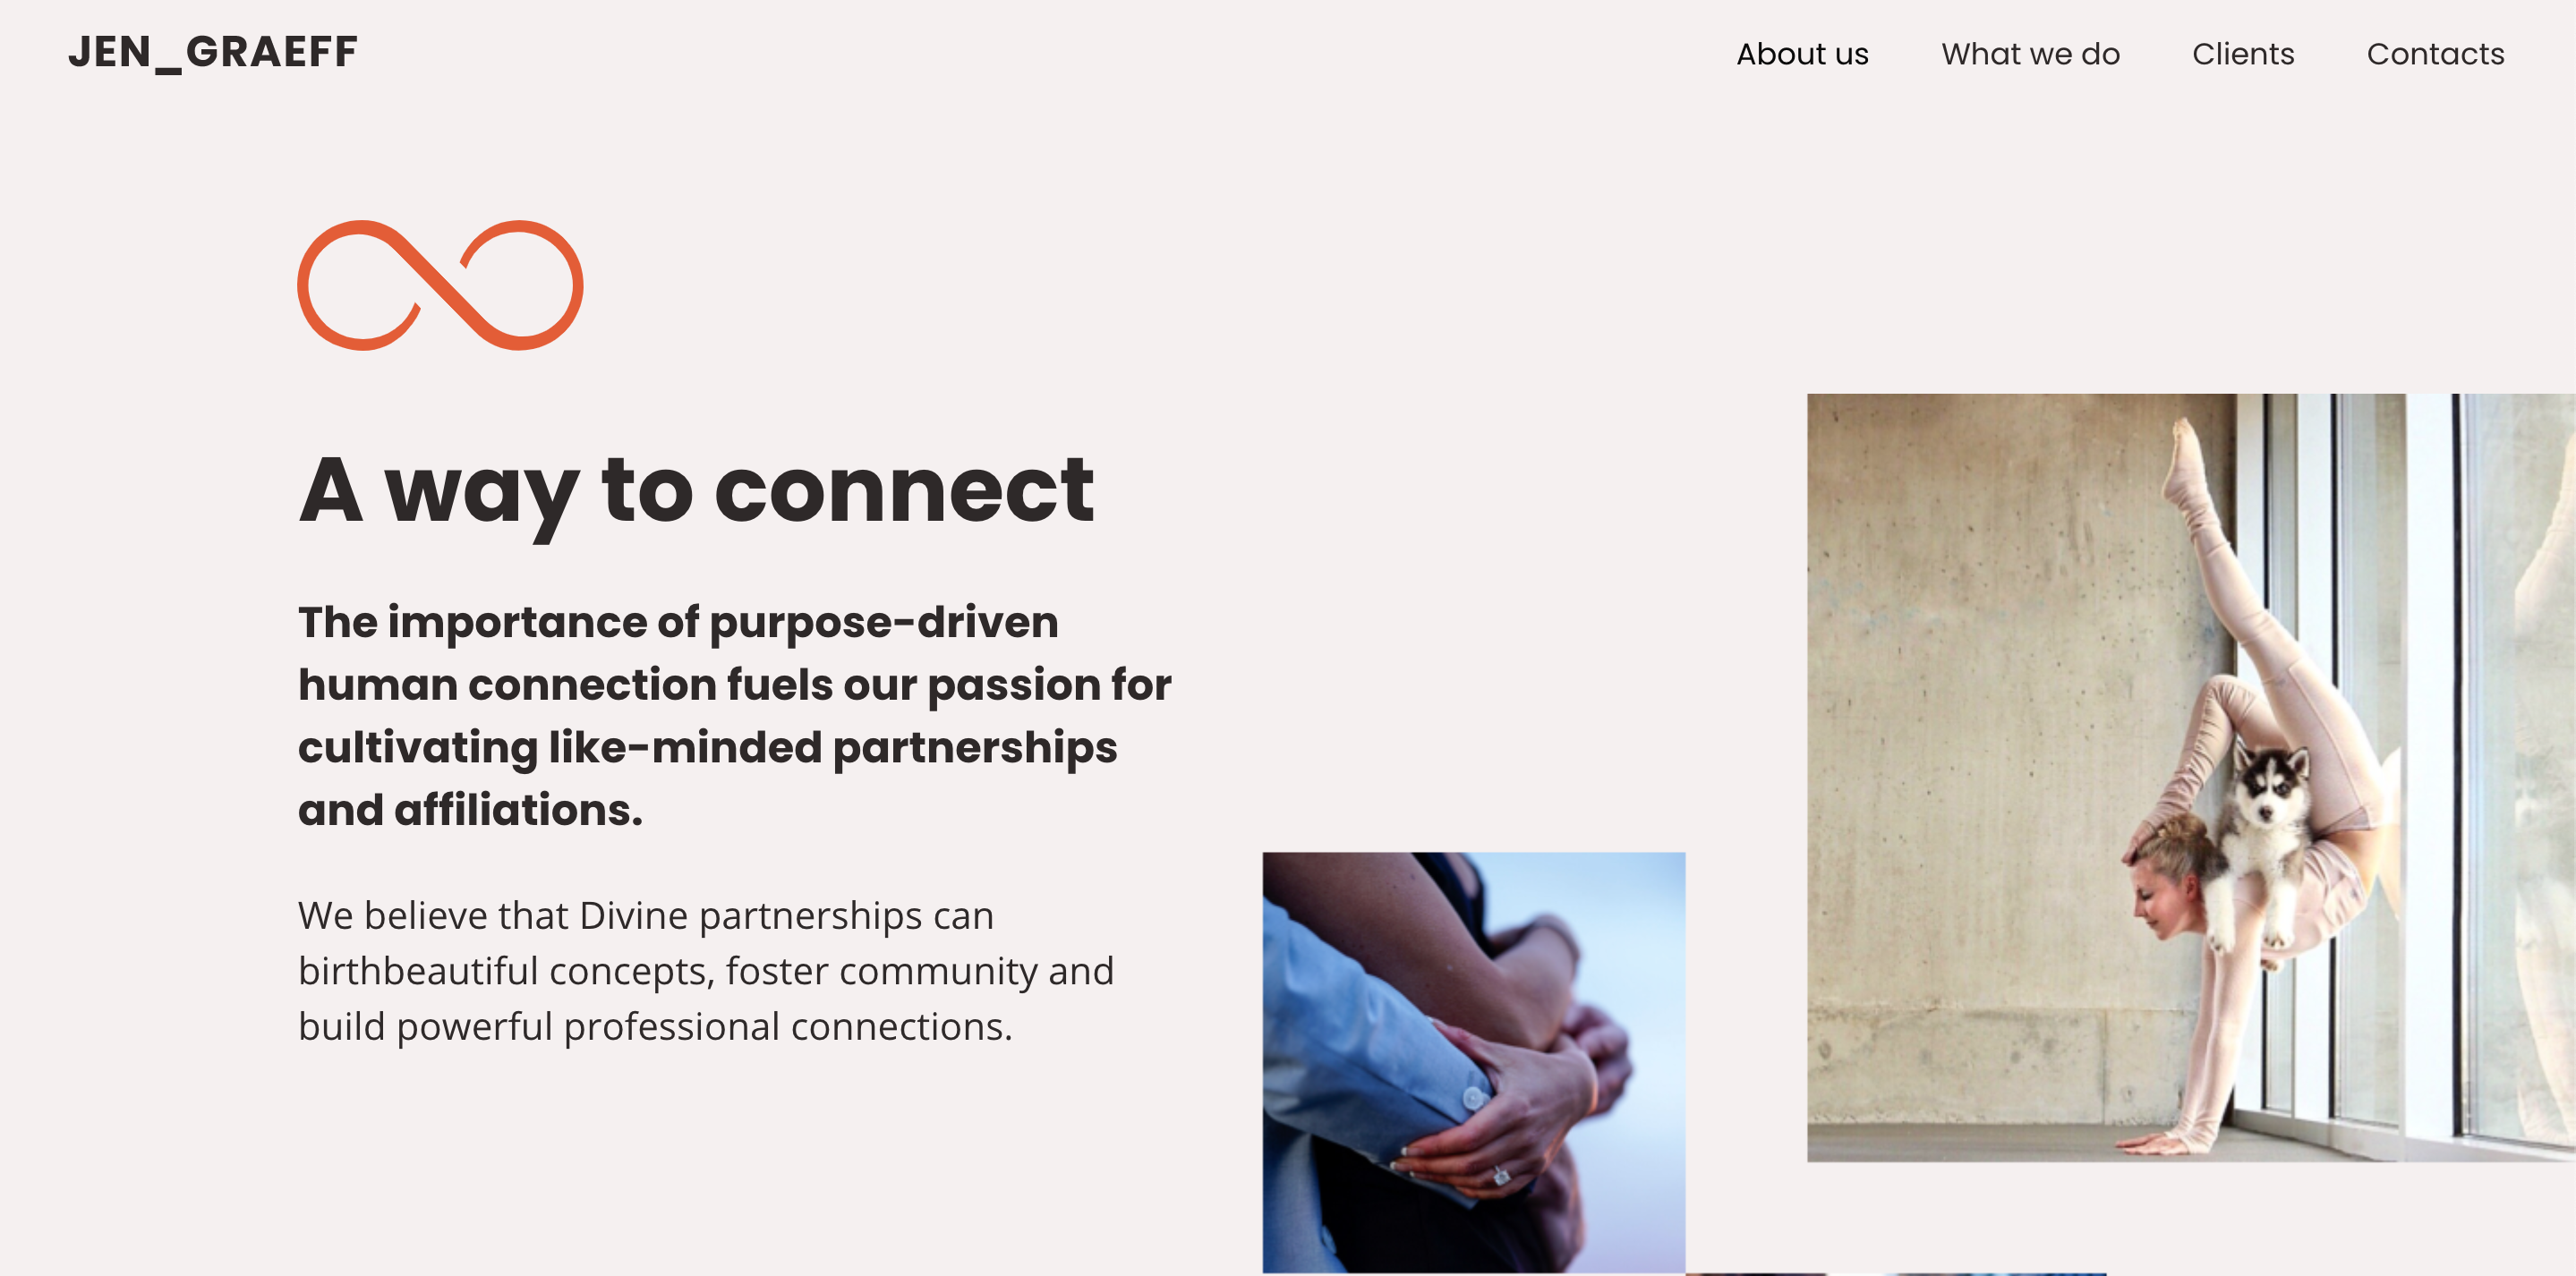 JEN_GRAEFF
About us
What we do
Clients
Contacts
A way to connect
The importance of purpose-driven
human connection fuels our passion for
cultivating like-minded partnerships
and affiliations.
We believe that Divine partnerships can
birthbeautiful concepts, foster community and
build powerful professional connections.